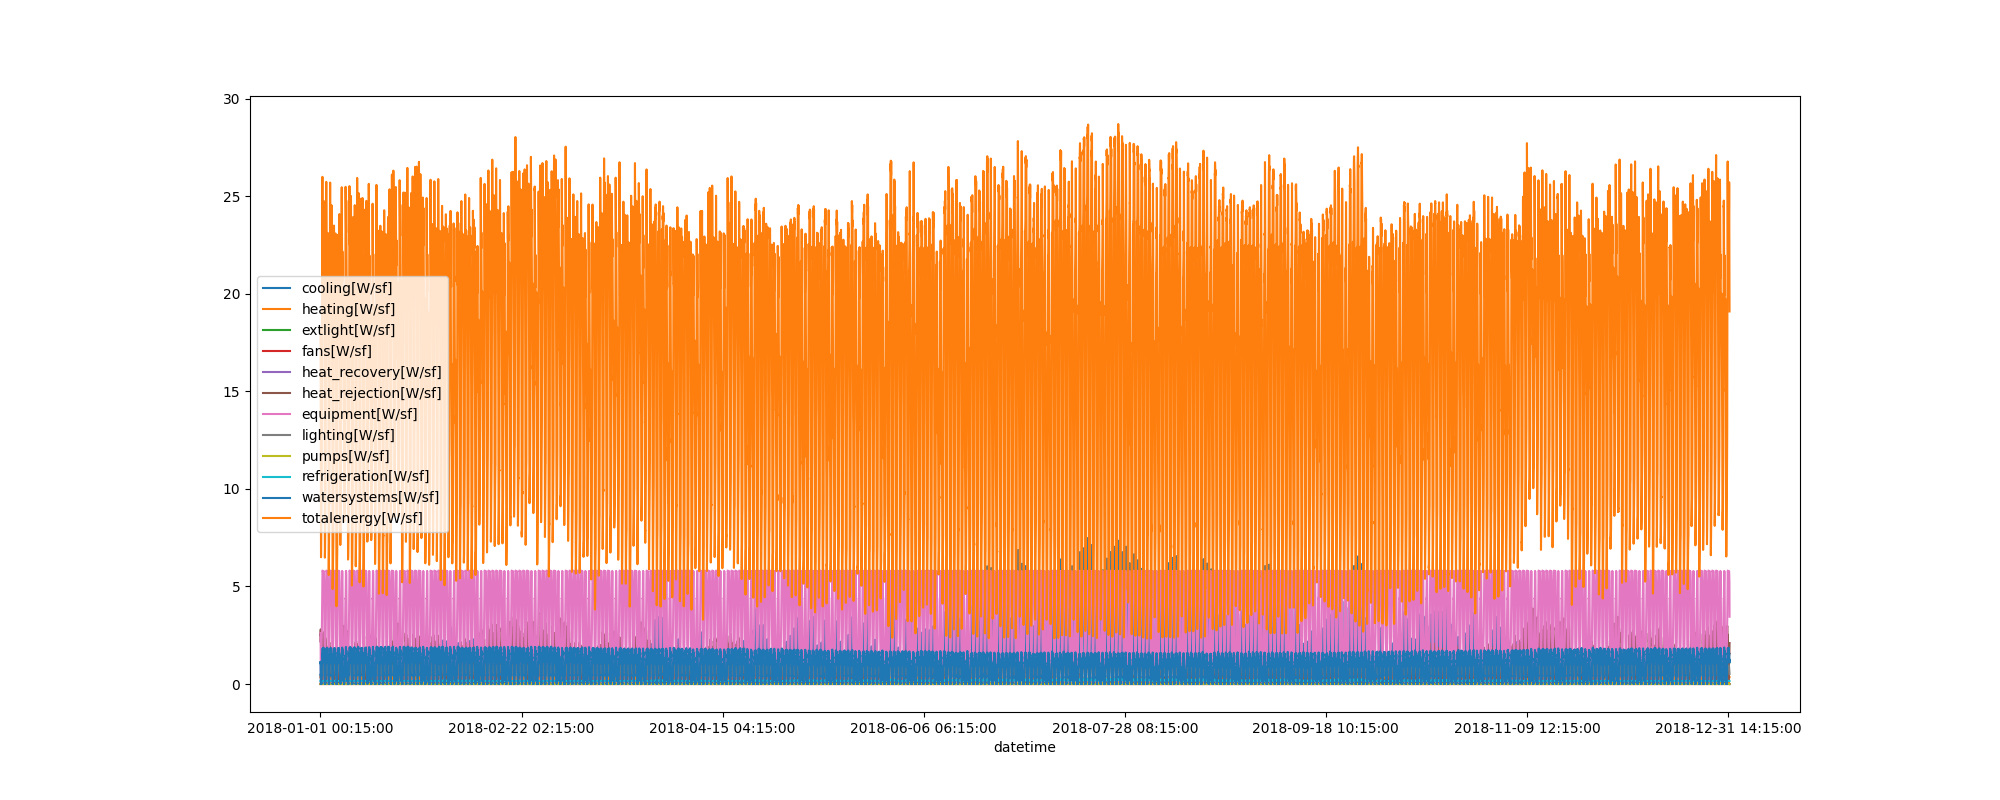 30
25
20
15
10
5
0
cooling[W/sf]
heating[W/sf]
extlight[W/sf]
fans[W/sf]
heat_recovery[W/sf]
heat_rejection[W/sf]
equipment[W/sf]
lighting[W/sf]
pumps[W/sf]
refrigeration[W/sf]
watersystems[W/sf]
totalenergy[W/sf]
2018-01-01 00:15:00 2018-02-22 02:15:00 2018-04-15 04:15:00 2018-06-06 06:15:00 2018-07-28 08:15:00 2018-09-18 10:15:00 2018-11-09 12:15:00 2018-12-31 14:15:00
datetime